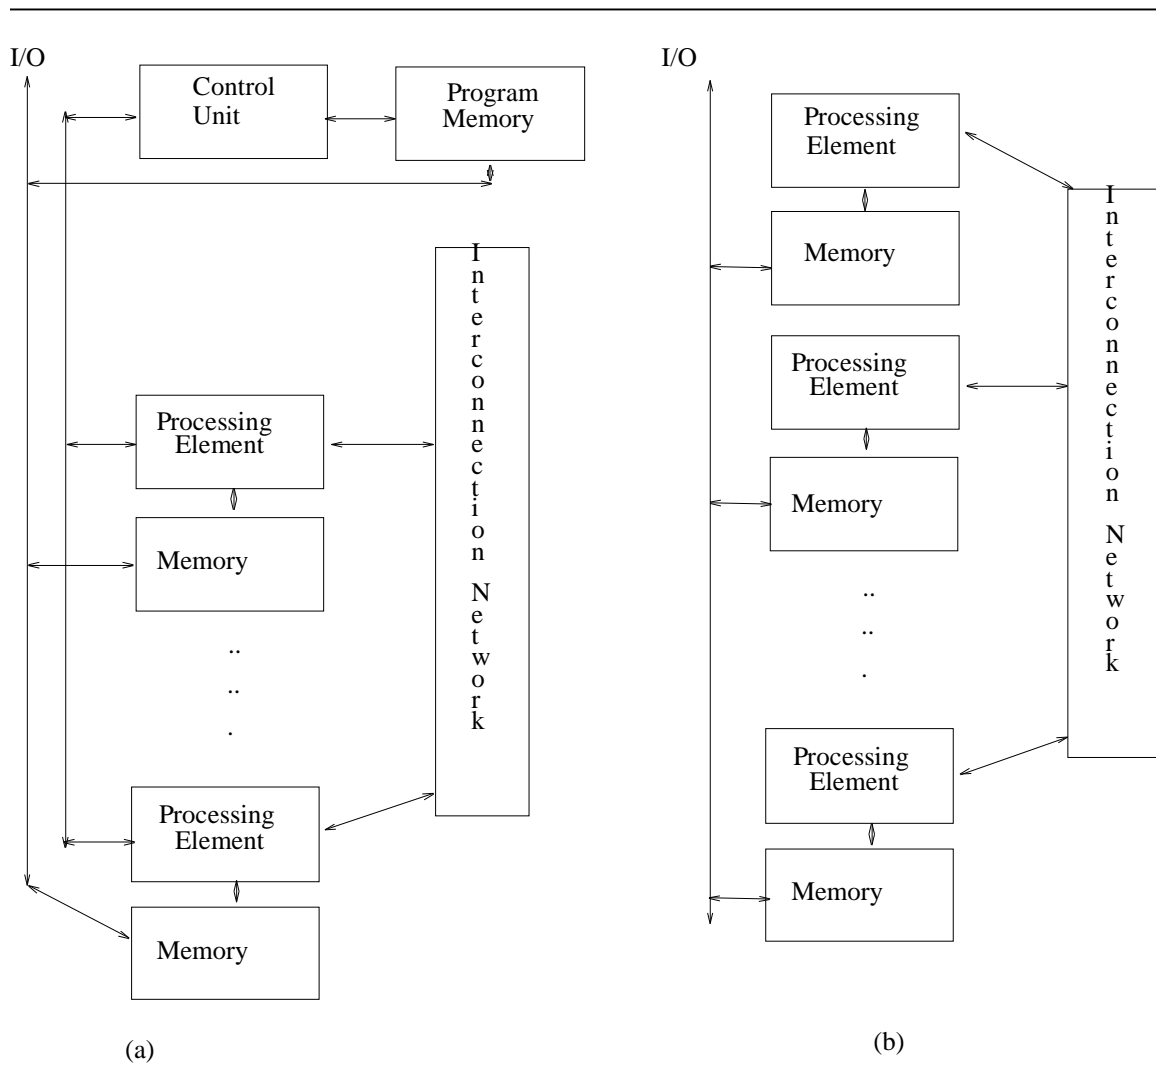 I/O
Control
Unit
Program
Memory
Interconnection Network
Processing
Element
Memory
..
..
.
Processing
Element
Memory
(a)
I/O
Processing
Element
Memory
Interconnection Network
Processing
Element
Memory
..
..
.
Processing
Element
Memory
(b)